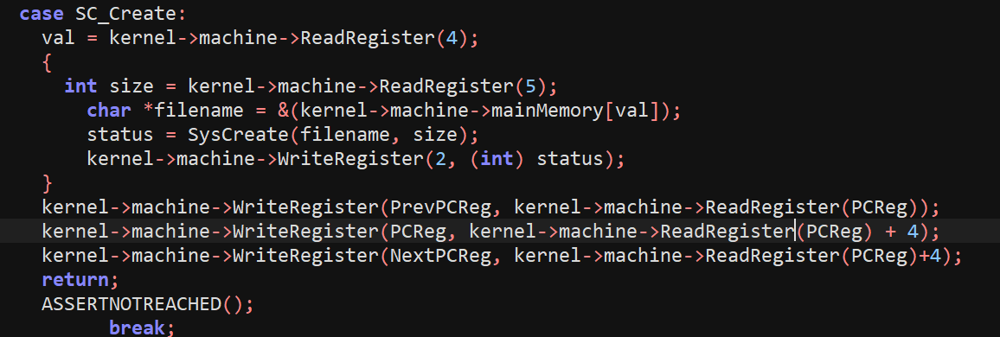 case SC_Create:
val = kernel->machine->ReadRegister(4);
{
int size = kernel->machine->ReadRegister(5);
char *filename = &(kernel->machine->mainMemory[val]);
status = SysCreate(filename, size);
kernel->machine->WriteRegister(2, (int) status);
}
kernel->machine->WriteRegister(PrevPCReg, kernel->machine->ReadRegister(PCReg));
kernel->machine->WriteRegister(PCReg, kernel->machine->ReadRegister(PCReg) + 4);
kernel->machine->WriteRegister(NextPCReg, kernel->machine->ReadRegister(PCReg)+4);
return;
ASSERTNOTREACHED();
break;